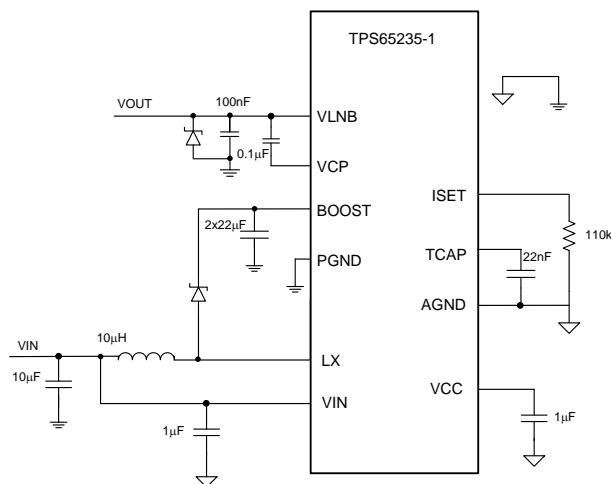 TPS65235-1
VOUT
100nF
VLNB
0.1μF
VCP
ISET
BOOST
2x22μF
110k
TCAP
22nF
PGND
AGND
10μH
VIN
LX
10μF
VCC
VIN
1μF
1μF